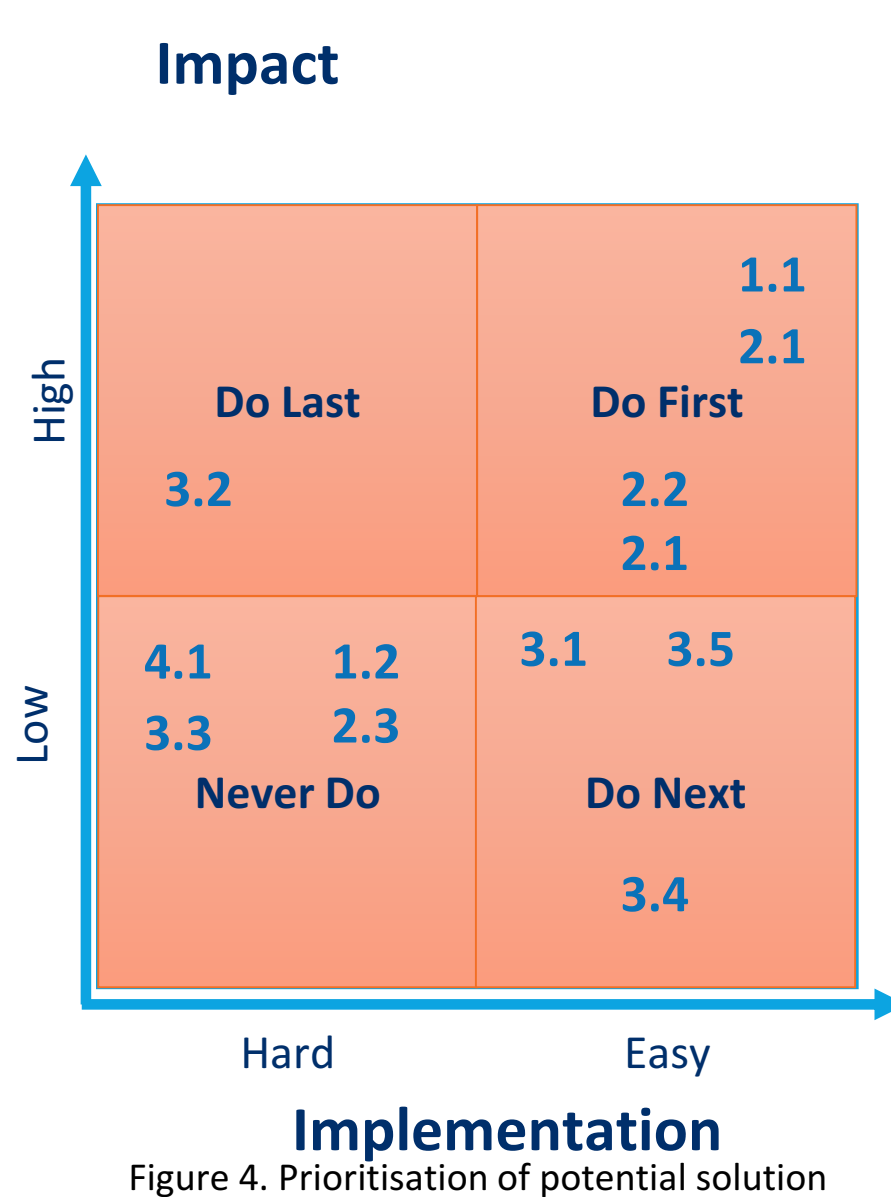 Impact
High
1.1
2.1
Do Last
Do First
3.2
2.2
2.1
Low
4.1
1.2
3.1
3.5
3.3
2.3
Never Do
Do Next
3.4
Hard
Easy
Implementation
Figure 4. Prioritisation of potential solution